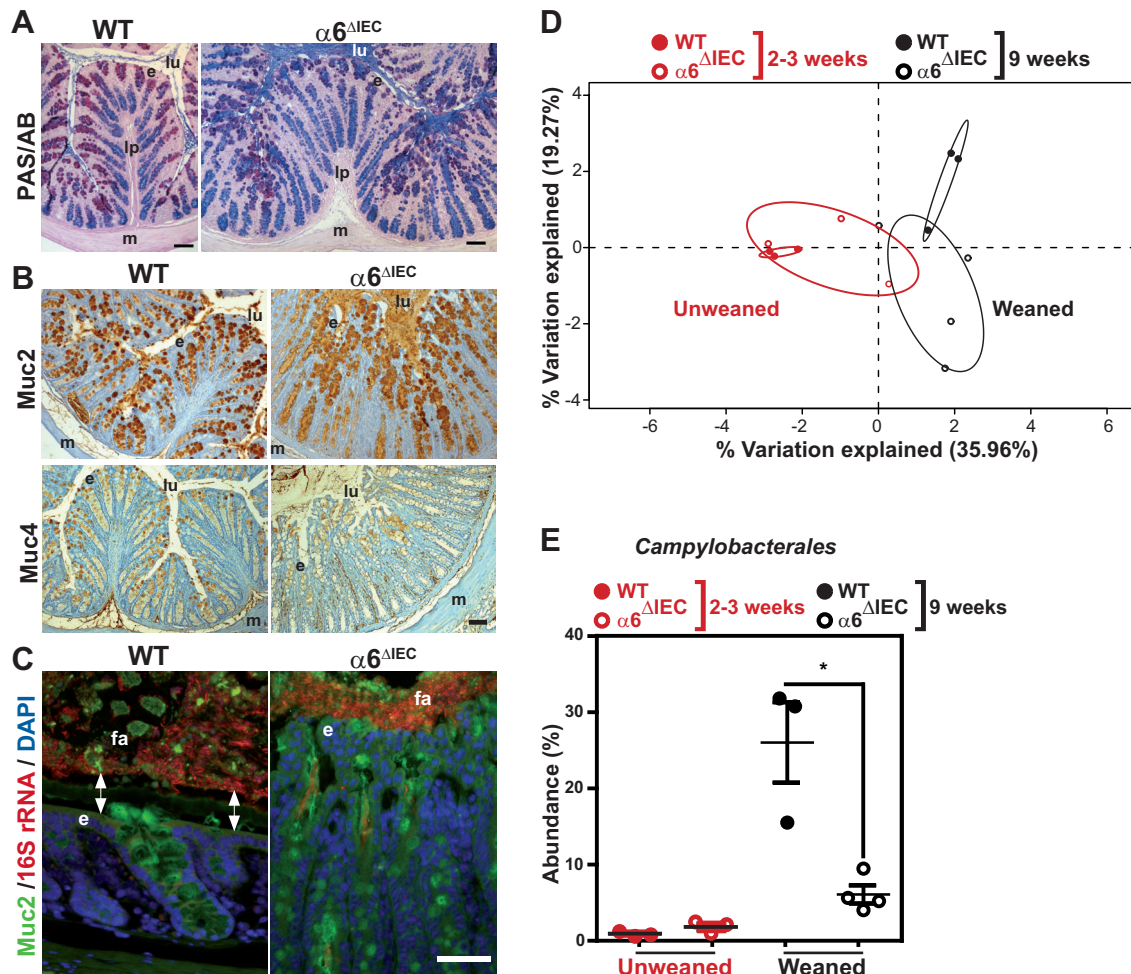 A
WT
α6ΔIEC
PAS/AB
lu
e
lp
m
lu
e
lp
m
B
WT
α6ΔIEC
Muc2
lu
e
m
lu
e
m
Muc4
e
lu
m
lu
e
m
C
WT
α6ΔIEC
Muc2 /16S rRNA / DAPI
fa
e
fa
e
D
WT
α6ΔIEC
2-3 weeks
WT
α6ΔIEC
9 weeks
% Variation explained (19.27%)
4
2
0
-2
-4
Unweaned
Weaned
-6 -4 -2 0 2 4 6
% Variation explained (35.96%)
E
Campylobacterales
WT
α6ΔIEC
2-3 weeks
WT
α6ΔIEC
9 weeks
Abundance (%)
40
30
20
10
0
*
Unweaned
Weaned